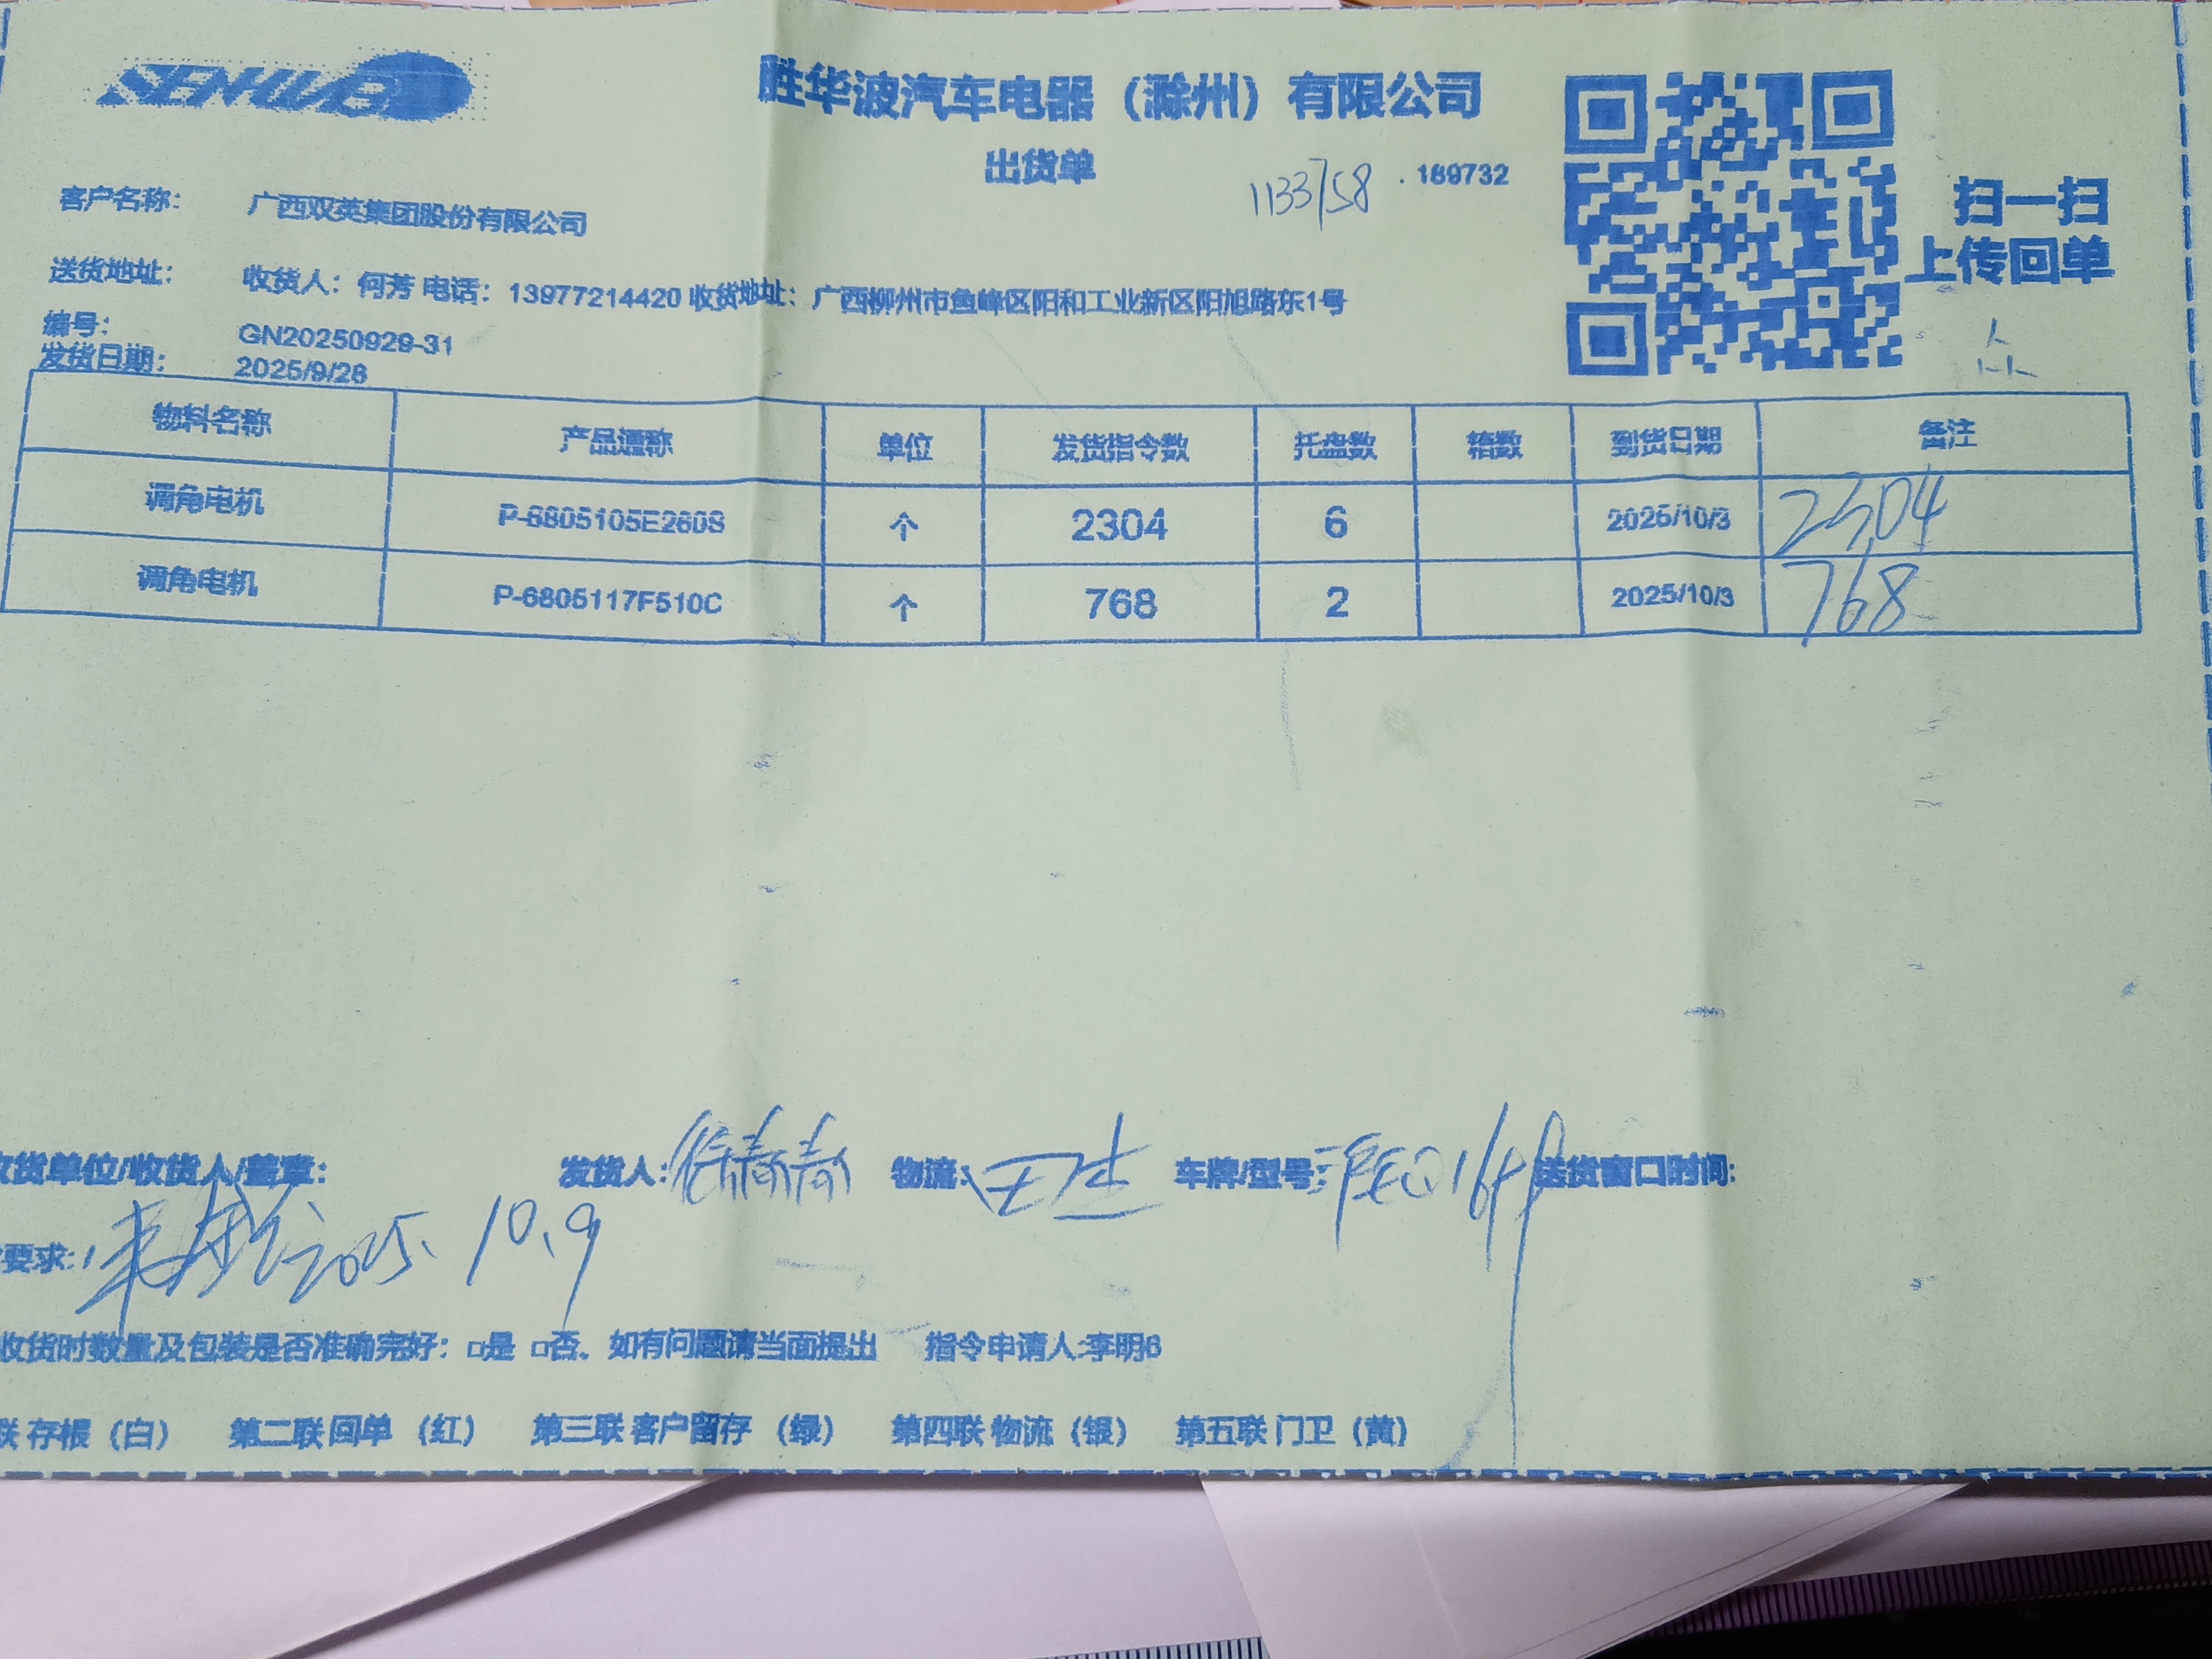 SENWEB
胜华波汽车电器（滁州）有限公司
出货单
1133758 . 189732
扫一扫
上传回单
客户名称： 广西双英集团股份有限公司
送货地址： 收货人：何芳 电话：13977214420 收货地址：广西柳州市鱼峰区阳和工业新区阳旭路东1号
编号： GN20250929-31
发货日期： 2025/9/28
物料名称 产品通称 单位 发货指令数 托盘数 箱数 到货日期 备注
调角电机 P-6805105E260S 个 2304 6 2025/10/3 2304
调角电机 P-6805117F510C 个 768 2 2025/10/3 768
收货单位/收货人/盖章： 发货人： 物流： 车牌/型号： 送货窗口时间：
要求： 2025.10.9
收货时数量及包装是否准确完好：□是 □否、如有问题请当面提出 指令申请人:李明6
联 存根（白） 第二联 回单 （红） 第三联 客户留存 （绿） 第四联 物流（银） 第五联 门卫（黄）